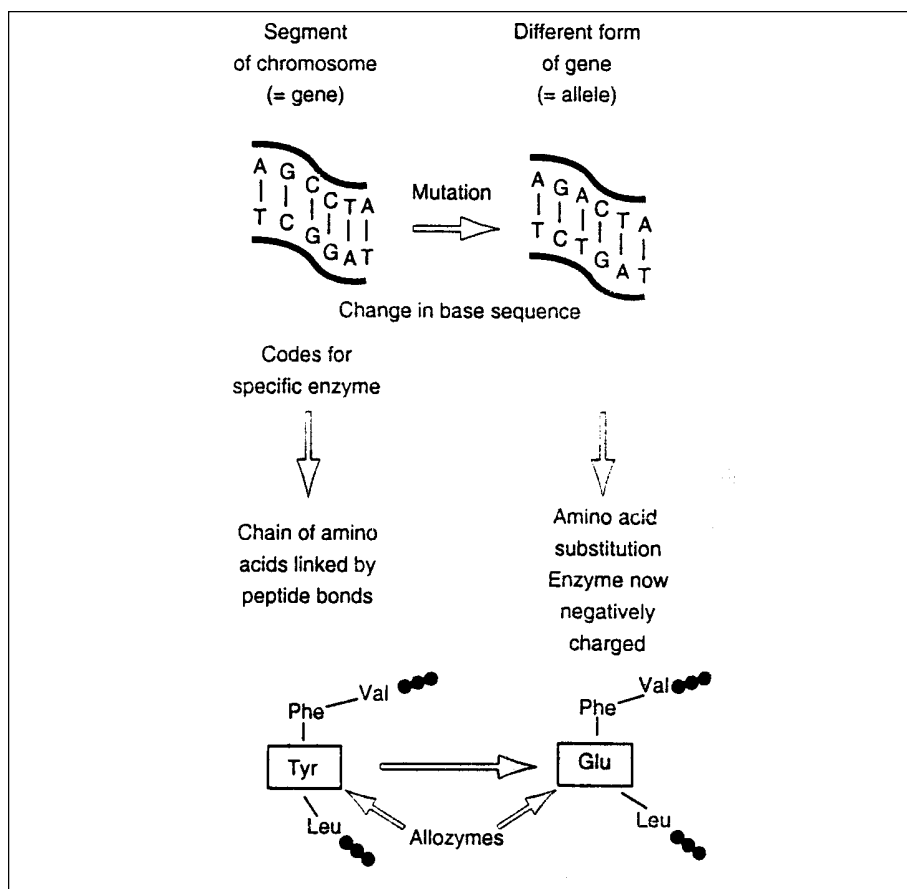 Segment
of chromosome
(= gene)
Different form
of gene
(= allele)
A G C C T A
T C G G A T
Mutation
A G A C T A
T C T G A T
Change in base sequence
Codes for
specific enzyme
Chain of amino
acids linked by
peptide bonds
Amino acid
substitution
Enzyme now
negatively
charged
Phe Val
Tyr
Leu
Phe Val
Glu
Leu
Allozymes